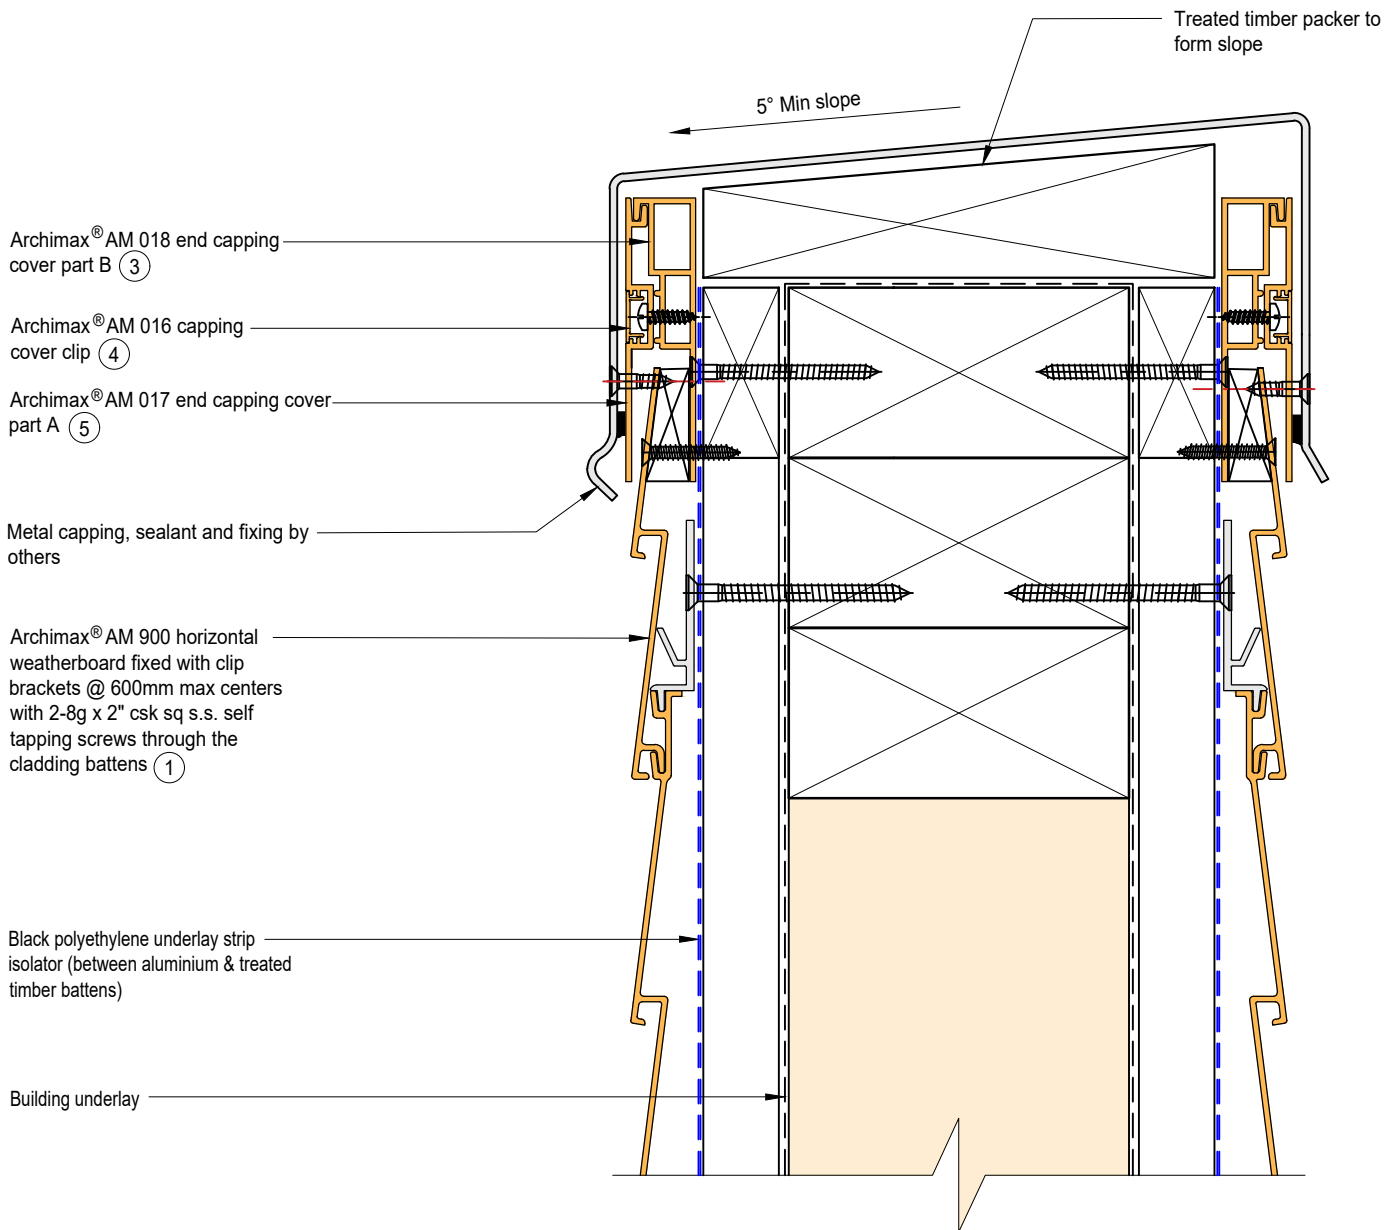 Treated timber packer to
form slope
5° Min slope
Archimax® AM 018 end capping
cover part B 3
Archimax® AM 016 capping
cover clip 4
Archimax® AM 017 end capping cover
part A 5
Metal capping, sealant and fixing by
others
Archimax® AM 900 horizontal
weatherboard fixed with clip
brackets @ 600mm max centers
with 2-8g x 2" csk sq s.s. self
tapping screws through the
cladding battens 1
Black polyethylene underlay strip
isolator (between aluminium & treated
timber battens)
Building underlay